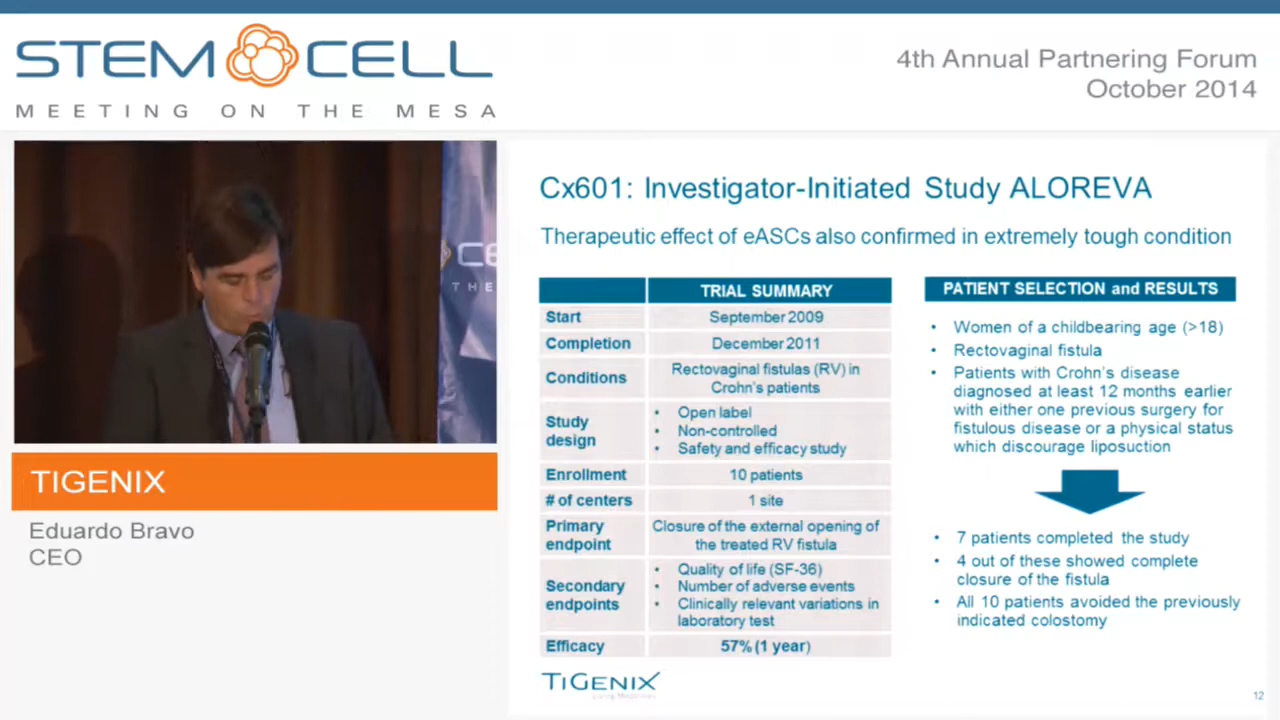 STEM CELL
MEETING ON THE MESA
4th Annual Partnering Forum
October 2014
CE
THE
TIGENIX
Eduardo Bravo
CEO
Cx601: Investigator-Initiated Study ALOREVA
Therapeutic effect of eASCs also confirmed in extremely tough condition
TRIAL SUMMARY
Start
September 2009
Completion
December 2011
Conditions
Rectovaginal fistulas (RV) in
Crohn's patients
Study
design
• Open label
• Non-controlled
• Safety and efficacy study
Enrollment
10 patients
# of centers
1 site
Primary
endpoint
Closure of the external opening of
the treated RV fistula
Secondary
endpoints
• Quality of life (SF-36)
• Number of adverse events
• Clinically relevant variations in
laboratory test
Efficacy
57% (1 year)
PATIENT SELECTION and RESULTS
• Women of a childbearing age (>18)
• Rectovaginal fistula
• Patients with Crohn's disease
diagnosed at least 12 months earlier
with either one previous surgery for
fistulous disease or a physical status
which discourage liposuction
• 7 patients completed the study
• 4 out of these showed complete
closure of the fistula
• All 10 patients avoided the previously
indicated colostomy
TiGenix
12